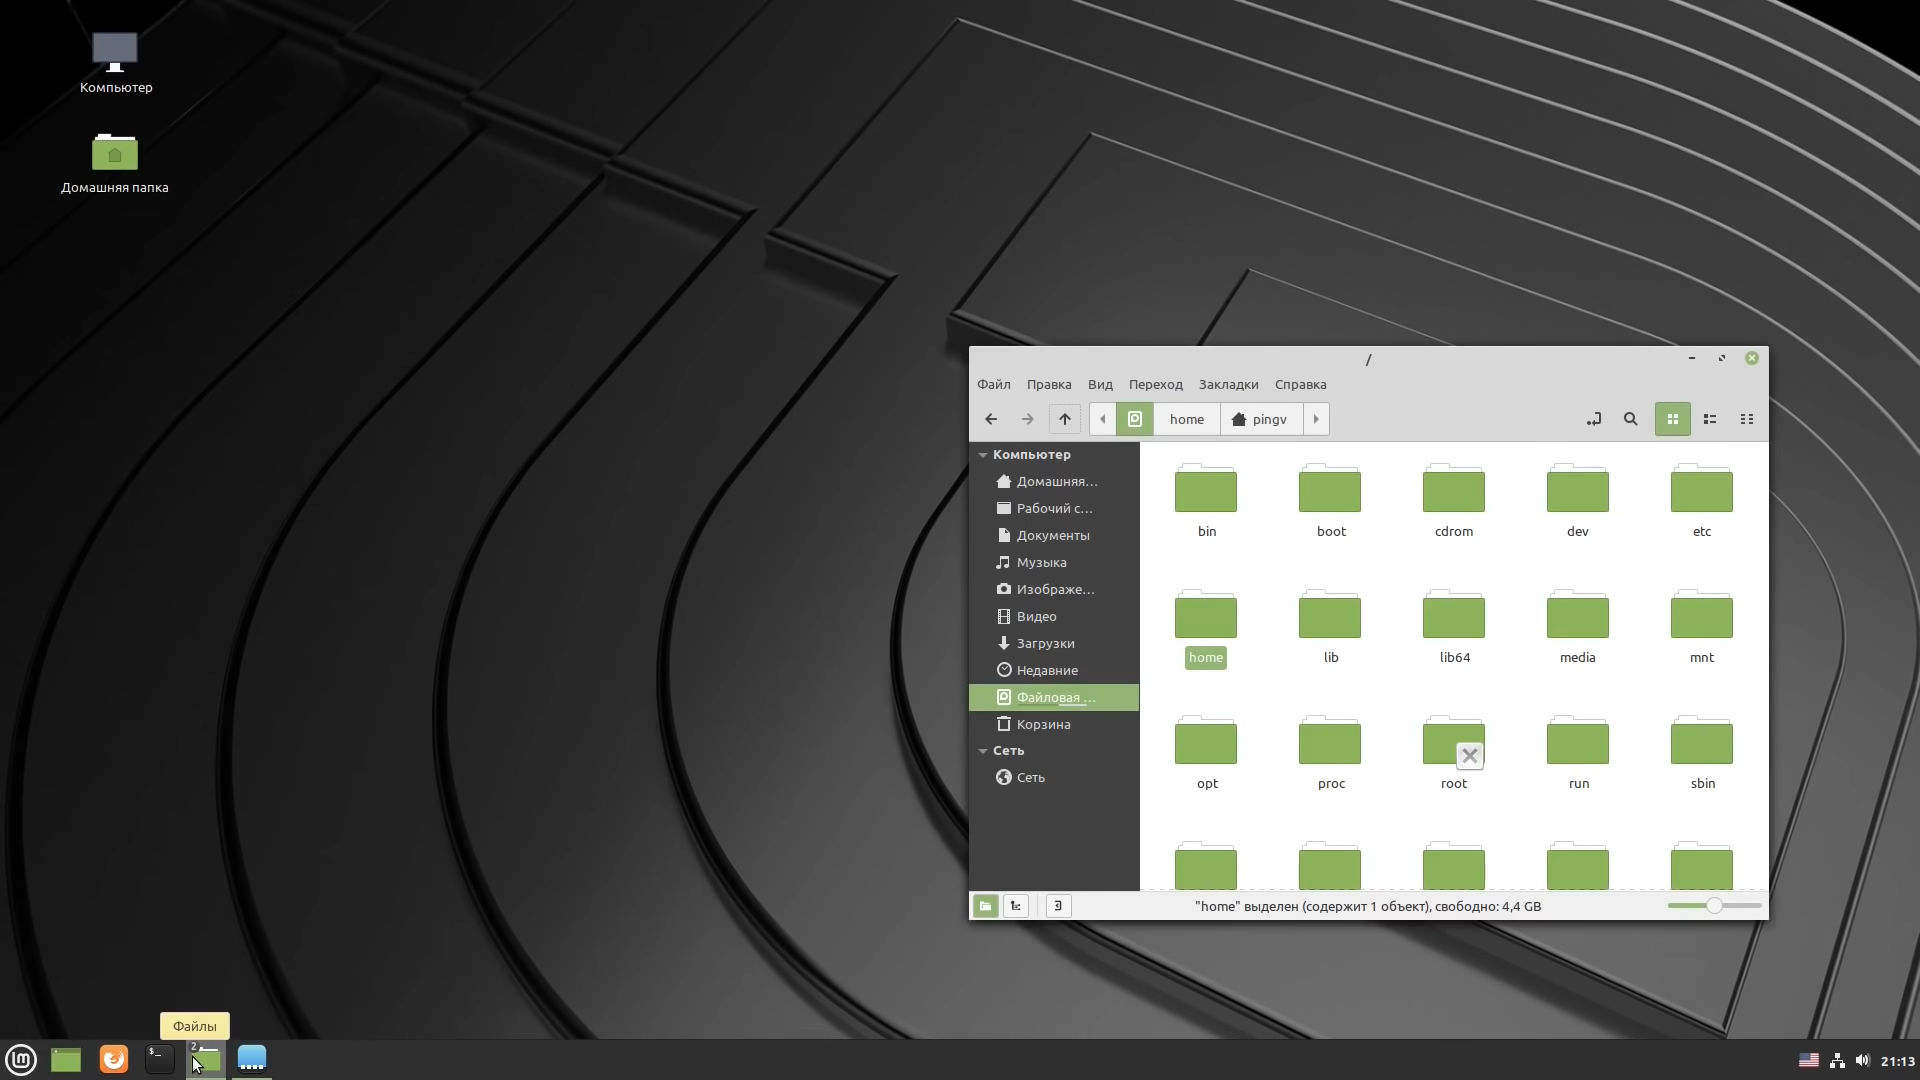 Компьютер
Домашняя папка
/
Файл Правка Вид Переход Закладки Справка
home pingv
Компьютер
Домашняя...
Рабочий с...
Документы
Музыка
Изображе...
Видео
Загрузки
Недавние
Файловая ...
Корзина
Сеть
Сеть
bin boot cdrom dev etc
home lib lib64 media mnt
opt proc root run sbin
"home" выделен (содержит 1 объект), свободно: 4,4 GB
Файлы
lm $_ 2 21:13